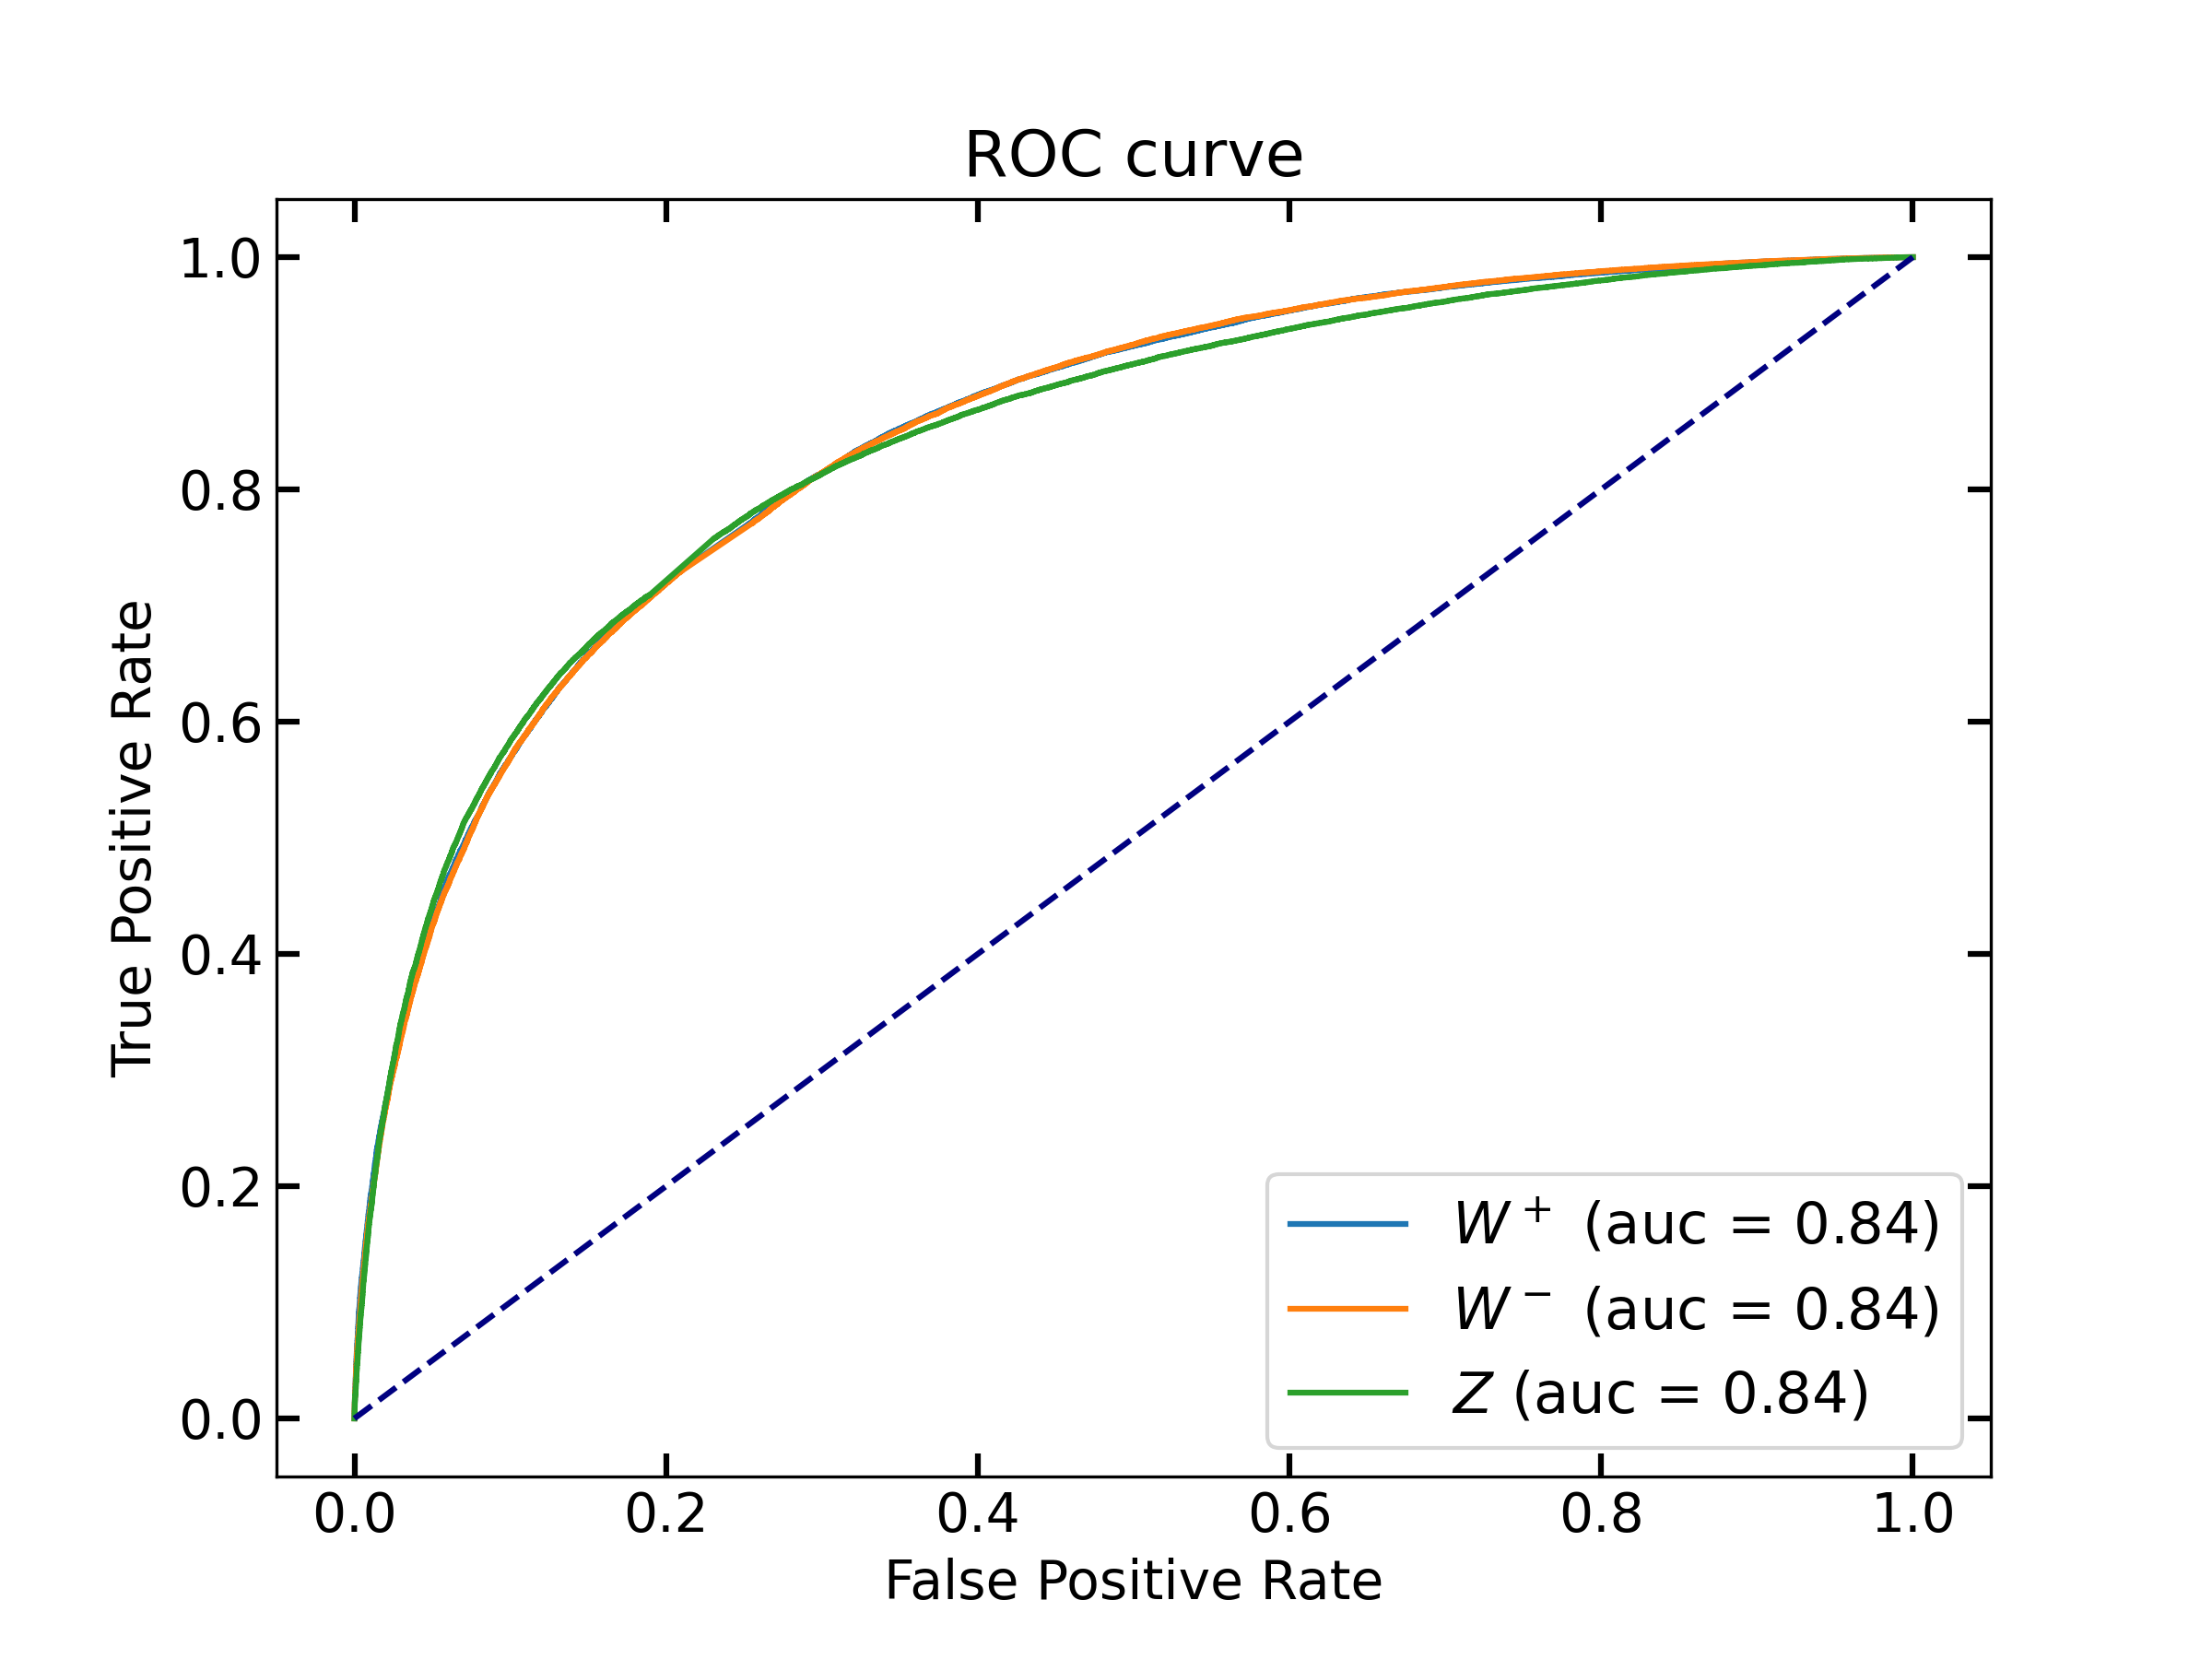 ROC curve
True Positive Rate
1.0
0.8
0.6
0.4
0.2
0.0
W⁺ (auc = 0.84)
W⁻ (auc = 0.84)
Z (auc = 0.84)
0.0 0.2 0.4 0.6 0.8 1.0
False Positive Rate